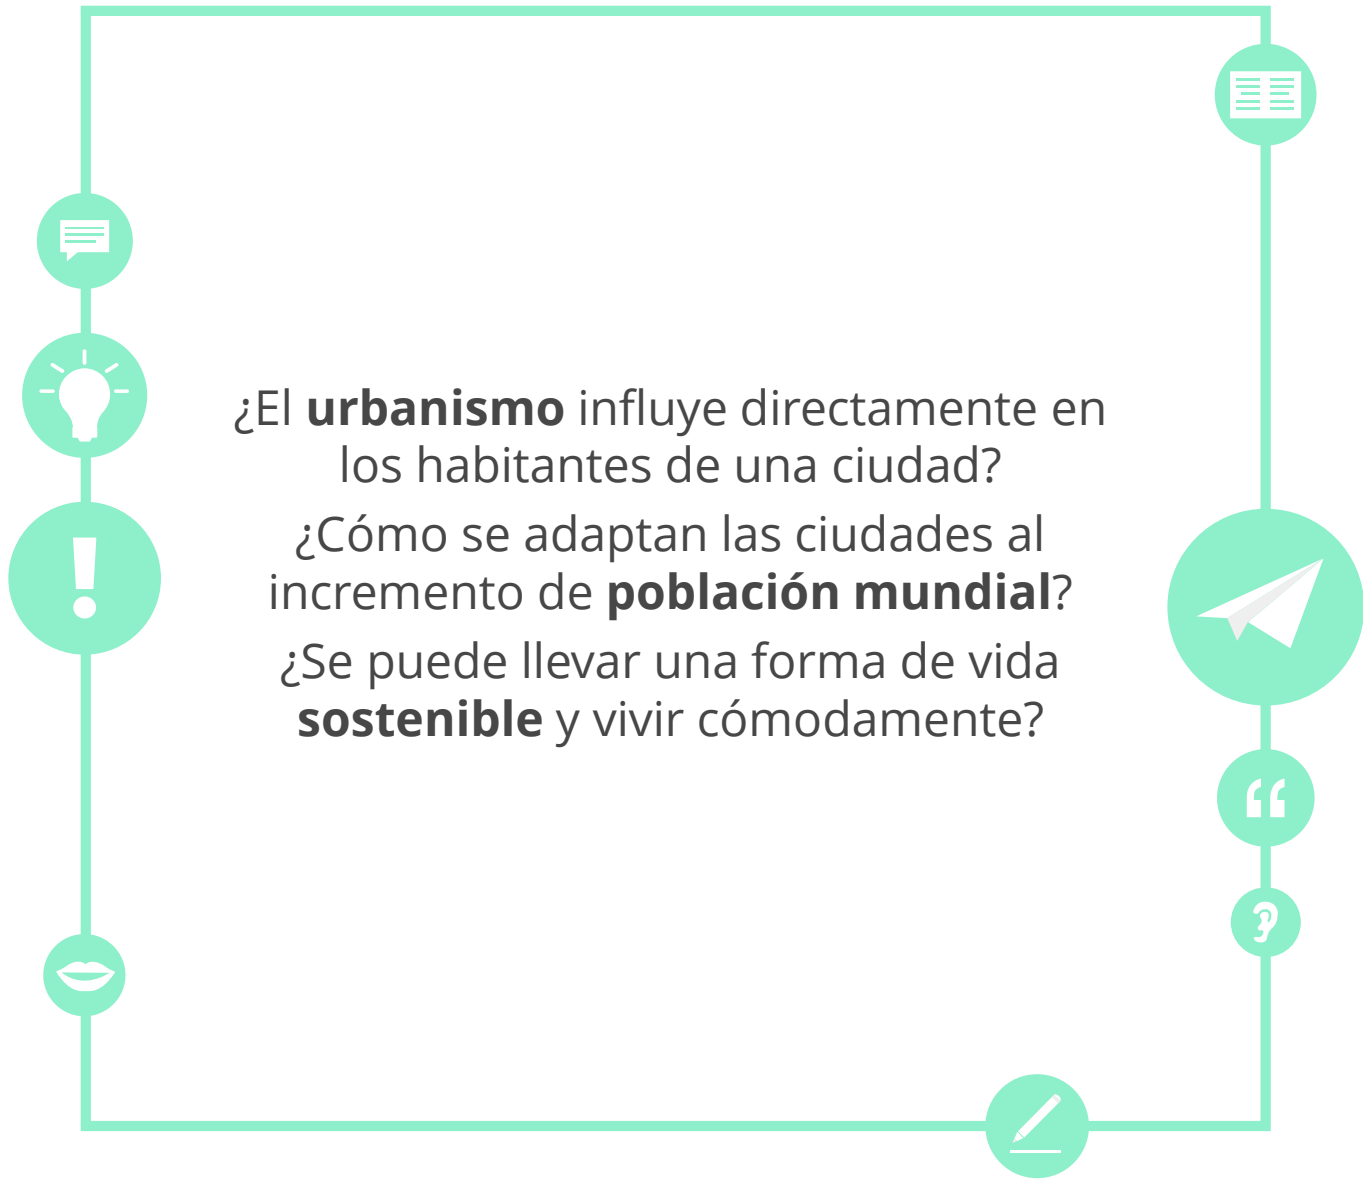 ¿El urbanismo influye directamente en
los habitantes de una ciudad?
¿Cómo se adaptan las ciudades al
incremento de población mundial?
¿Se puede llevar una forma de vida
sostenible y vivir cómodamente?